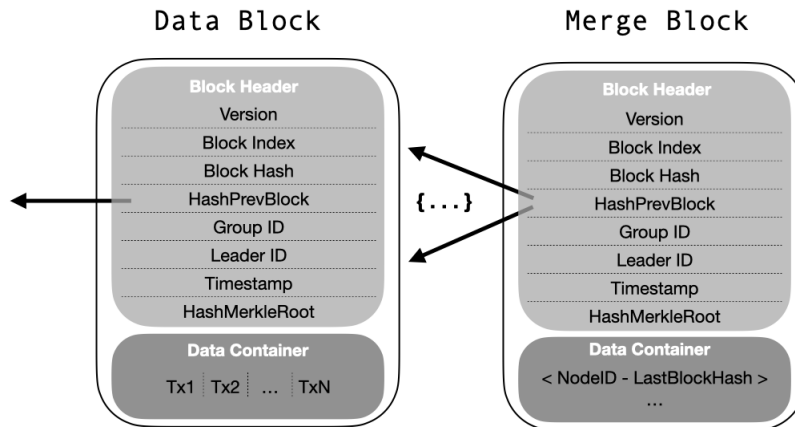 Data Block
Block Header
Version
Block Index
Block Hash
HashPrevBlock
Group ID
Leader ID
Timestamp
HashMerkleRoot
Data Container
Tx1 Tx2 ... TxN
{...}
Merge Block
Block Header
Version
Block Index
Block Hash
HashPrevBlock
Group ID
Leader ID
Timestamp
HashMerkleRoot
Data Container
< NodeID - LastBlockHash >
...